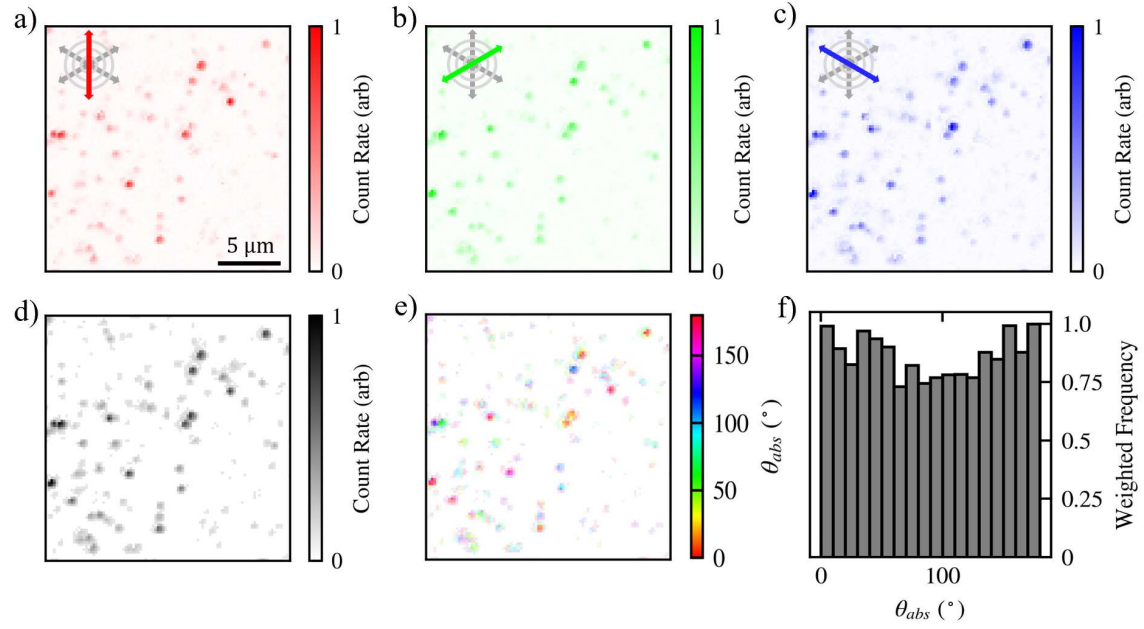 a)
1
Count Rate (arb)
0
5 μm
b)
1
Count Rate (arb)
0
c)
1
Count Rate (arb)
0
d)
1
Count Rate (arb)
0
e)
150
100
50
0
θabs (°)
f)
1.0
0.75
0.5
0.25
0
Weighted Frequency
0 100
θabs (°)